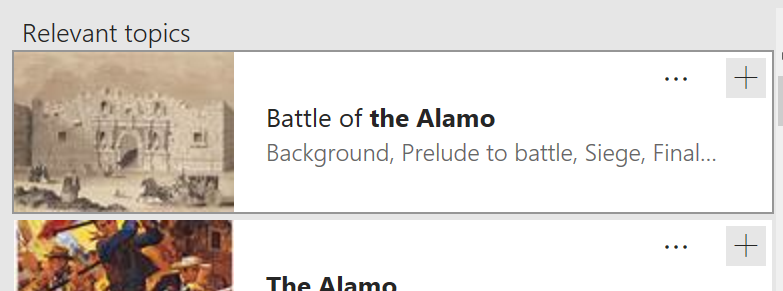 Relevant topics
Battle of the Alamo
Background, Prelude to battle, Siege, Final...
The Alamo